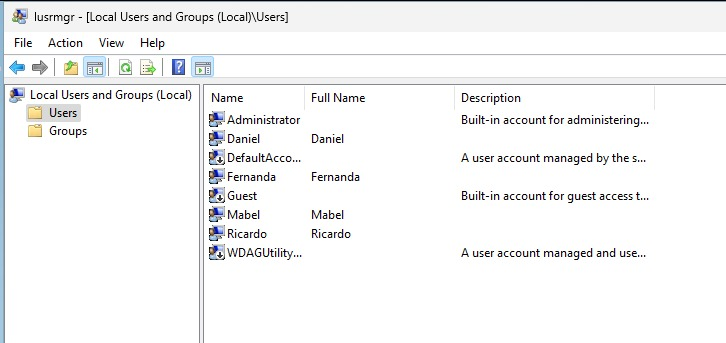 lusrmgr - [Local Users and Groups (Local)\Users]
File Action View Help
Local Users and Groups (Local)
Users
Groups
Name Full Name Description
Administrator Built-in account for administering...
Daniel Daniel
DefaultAcco... A user account managed by the s...
Fernanda Fernanda
Guest Built-in account for guest access t...
Mabel Mabel
Ricardo Ricardo
WDAGUtility... A user account managed and use...